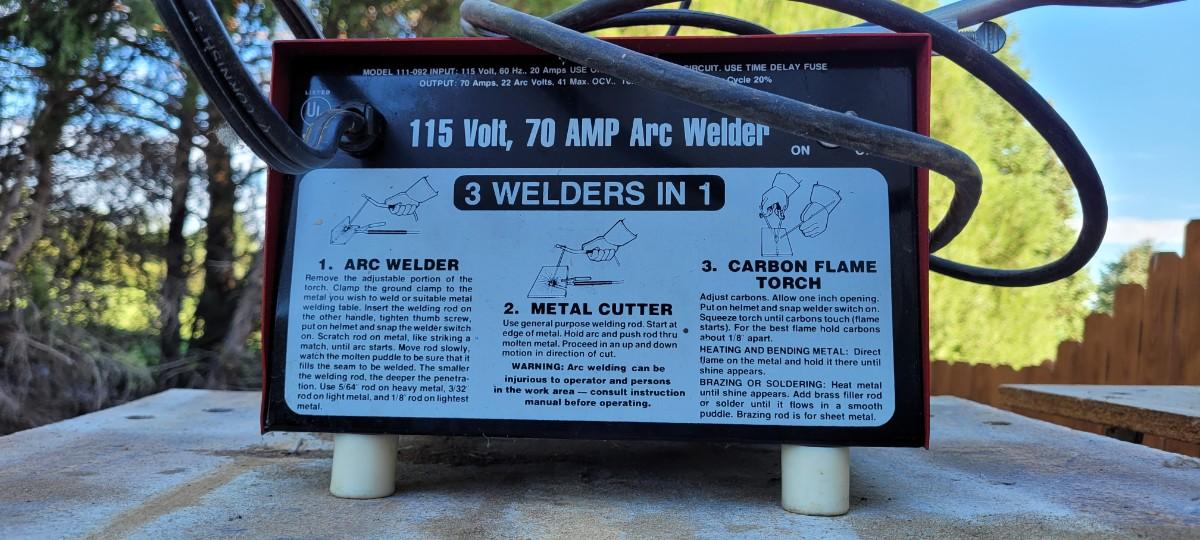 MODEL 111-092 INPUT: 115 Volt, 60 Hz., 20 Amps USE CIRCUIT. USE TIME DELAY FUSE
OUTPUT: 70 Amps, 22 Arc Volts, 41 Max. OCV., Cycle 20%
LISTED
UL
115 Volt, 70 AMP Arc Welder
ON
3 WELDERS IN 1
1. ARC WELDER
Remove the adjustable portion of the
torch. Clamp the ground clamp to the
metal you wish to weld or suitable metal
welding table. Insert the welding rod on
the other handle, tighten thumb screw,
put on helmet and snap the welder switch
on. Scratch rod on metal, like striking a
match, until arc starts. Move rod slowly,
watch the molten puddle to be sure that it
fills the seam to be welded. The smaller
the welding rod, the deeper the penetra-
tion. Use 5/64" rod on heavy metal, 3/32"
rod on light metal, and 1/8" rod on lightest
metal.
2. METAL CUTTER
Use general purpose welding rod. Start at
edge of metal. Hold arc and push rod thru
molten metal. Proceed in an up and down
motion in direction of cut.
WARNING: Arc welding can be
injurious to operator and persons
in the work area — consult instruction
manual before operating.
3. CARBON FLAME
TORCH
Adjust carbons. Allow one inch opening.
Put on helmet and snap welder switch on.
Squeeze torch until carbons touch (flame
starts). For the best flame hold carbons
about 1/8" apart.
HEATING AND BENDING METAL: Direct
flame on the metal and hold it there until
shine appears.
BRAZING OR SOLDERING: Heat metal
until shine appears. Add brass filler rod
or solder until it flows in a smooth
puddle. Brazing rod is for sheet metal.